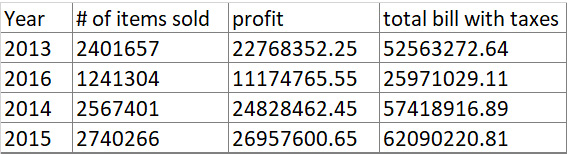 Year # of items sold profit total bill with taxes
2013 2401657 22768352.25 52563272.64
2016 1241304 11174765.55 25971029.11
2014 2567401 24828462.45 57418916.89
2015 2740266 26957600.65 62090220.81